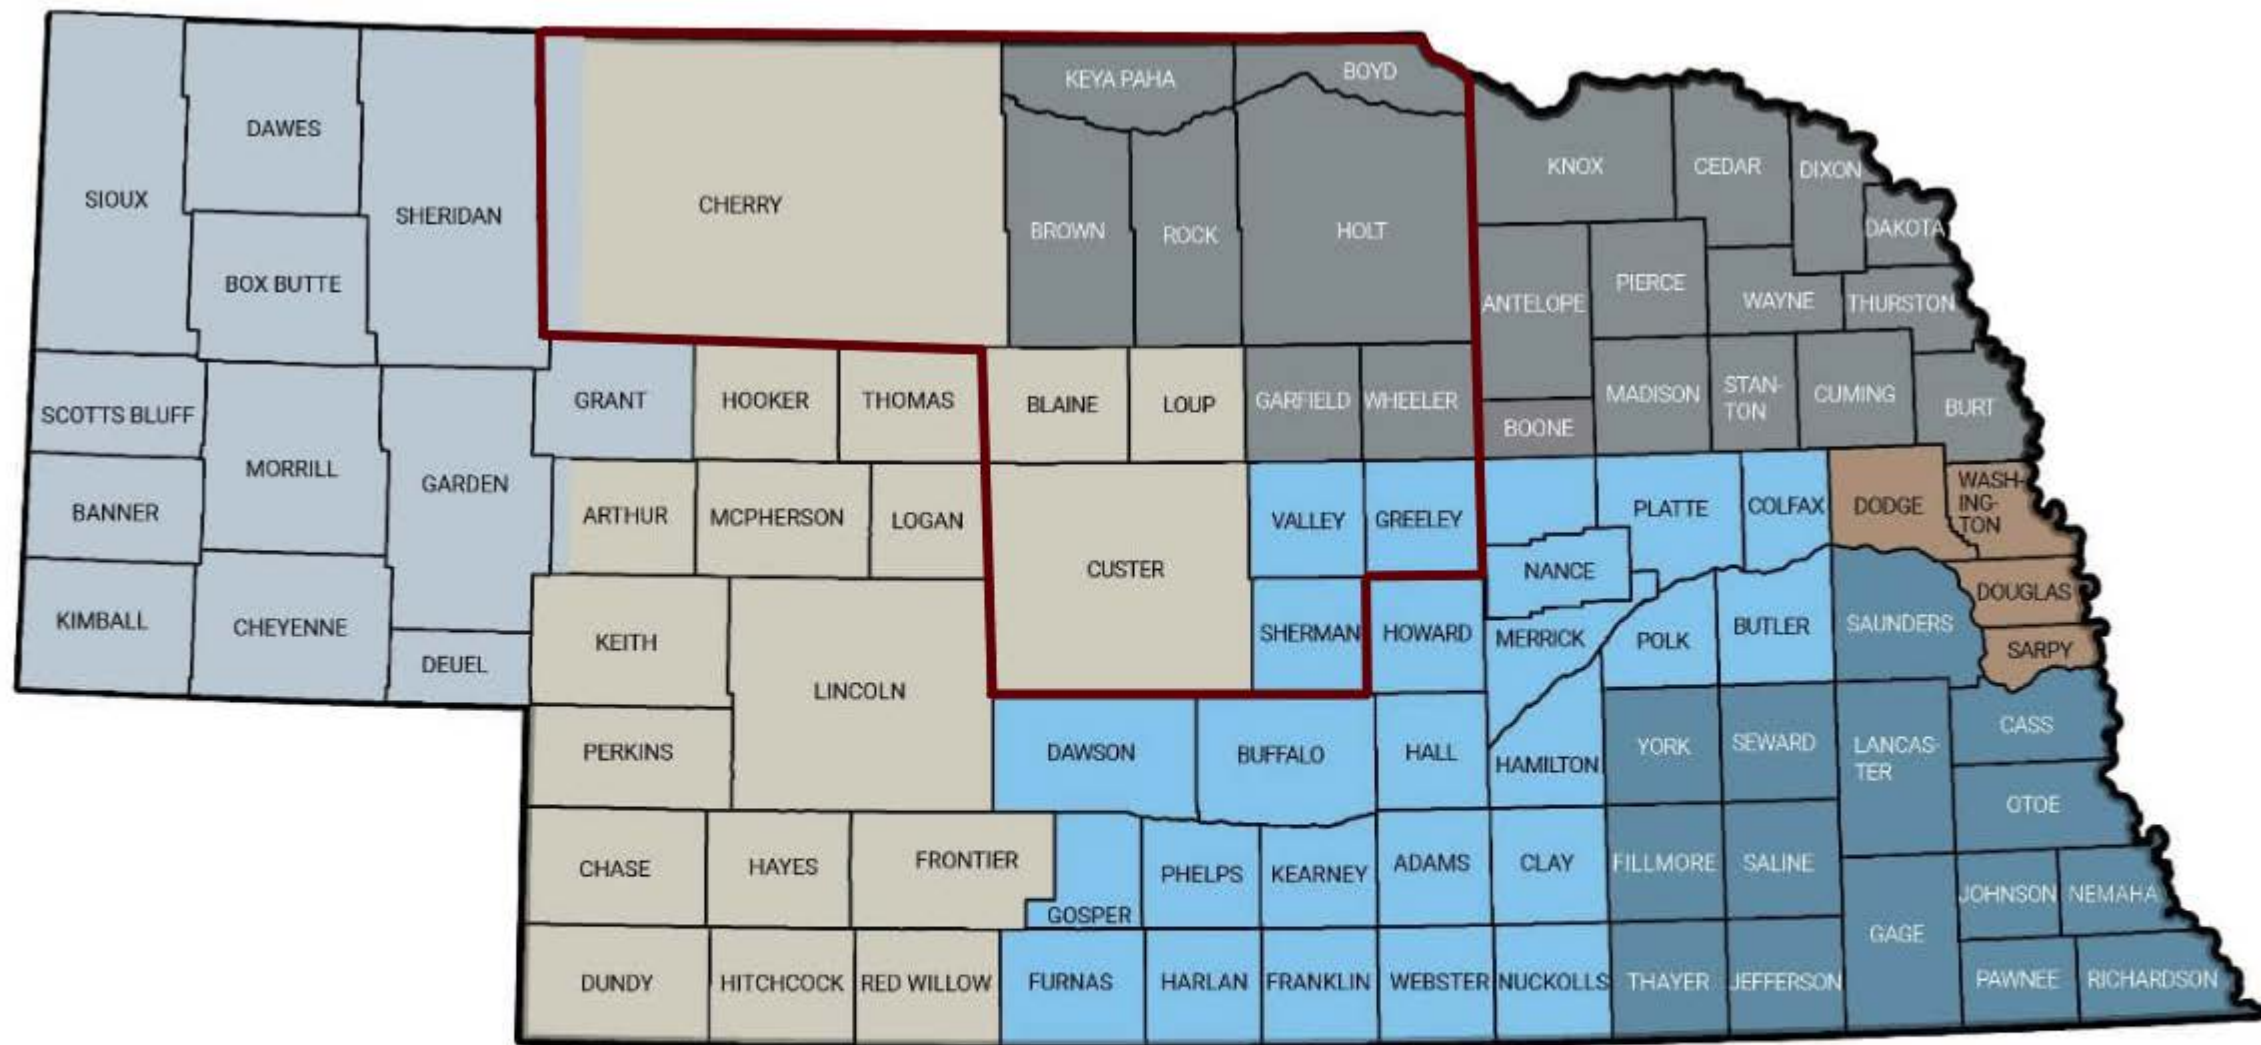 KEYA PAHA
BOYD
DAWES
SIOUX
SHERIDAN
CHERRY
BOX BUTTE
BROWN
ROCK
HOLT
KNOX
CEDAR
DIXON
DAKOTA
ANTELOPE
PIERCE
WAYNE
THURSTON
SCOTTS BLUFF
MORRILL
GARDEN
GRANT
HOOKER
THOMAS
BLAINE
LOUP
GARFIELD
WHEELER
BOONE
MADISON
STAN-
TON
CUMING
BURT
BANNER
ARTHUR
MCPHERSON
LOGAN
CUSTER
VALLEY
GREELEY
NANCE
PLATTE
COLFAX
DODGE
WASH-
ING-
TON
KIMBALL
CHEYENNE
DEUEL
KEITH
LINCOLN
SHERMAN
HOWARD
MERRICK
POLK
BUTLER
SAUNDERS
DOUGLAS
SARPY
PERKINS
DAWSON
BUFFALO
HALL
HAMILTON
YORK
SEWARD
LANCAS-
TER
CASS
OTOE
CHASE
HAYES
FRONTIER
GOSPER
PHELPS
KEARNEY
ADAMS
CLAY
FILLMORE
SALINE
GAGE
JOHNSON
NEMAHA
DUNDY
HITCHCOCK
RED WILLOW
FURNAS
HARLAN
FRANKLIN
WEBSTER
NUCKOLLS
THAYER
JEFFERSON
PAWNEE
RICHARDSON